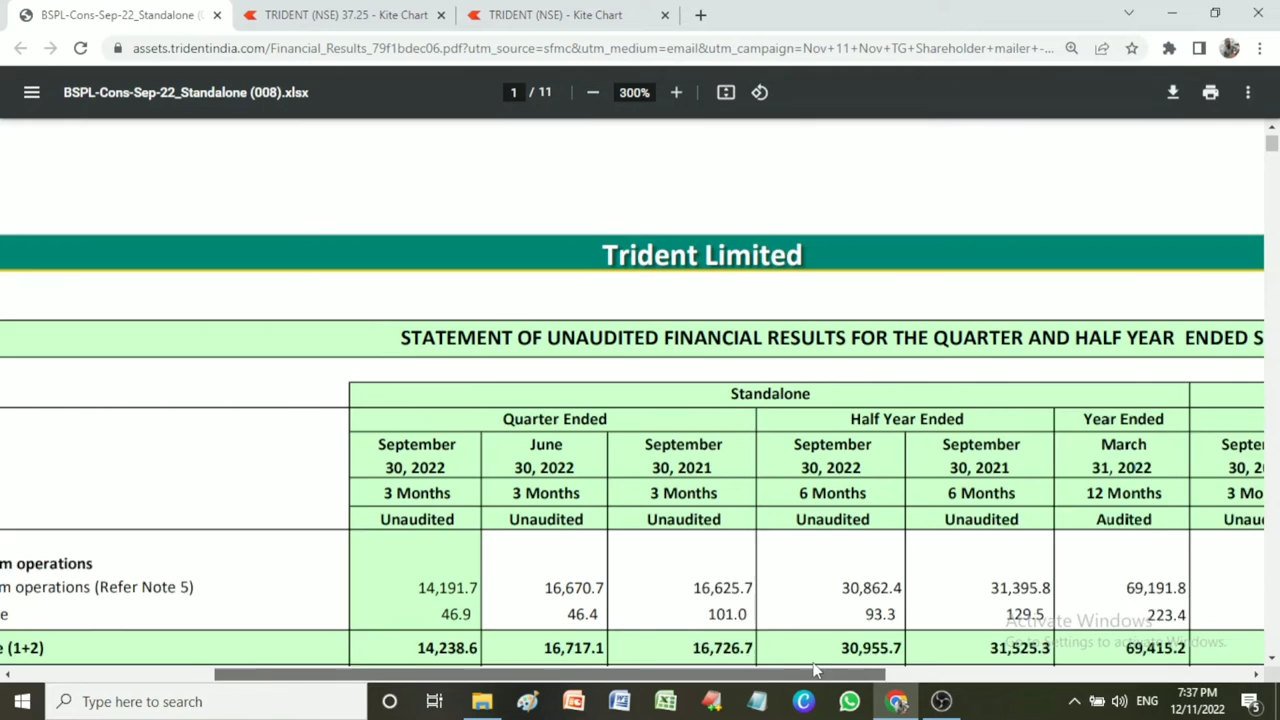 BSPL-Cons-Sep-22_Standalone (
TRIDENT (NSE) 37.25 - Kite Chart
TRIDENT (NSE) - Kite Chart
assets.tridentindia.com/Financial_Results_79f1bdec06.pdf?utm_source=sfmc&utm_medium=email&utm_campaign=Nov+11+Nov+TG+Shareholder+mailer+-...
BSPL-Cons-Sep-22_Standalone (008).xlsx
1 / 11
300%
Trident Limited
STATEMENT OF UNAUDITED FINANCIAL RESULTS FOR THE QUARTER AND HALF YEAR ENDED S
Standalone
Quarter Ended Half Year Ended Year Ended
September June September September September March Septe
30, 2022 30, 2022 30, 2021 30, 2022 30, 2021 31, 2022 30, 2
3 Months 3 Months 3 Months 6 Months 6 Months 12 Months 3 Mo
Unaudited Unaudited Unaudited Unaudited Unaudited Audited Unau
m operations
m operations (Refer Note 5) 14,191.7 16,670.7 16,625.7 30,862.4 31,395.8 69,191.8
e 46.9 46.4 101.0 93.3 129.5 223.4
e (1+2) 14,238.6 16,717.1 16,726.7 30,955.7 31,525.3 69,415.2
Activate Windows
Go to Settings to activate Windows.
Type here to search
ENG
7:37 PM
12/11/2022
5